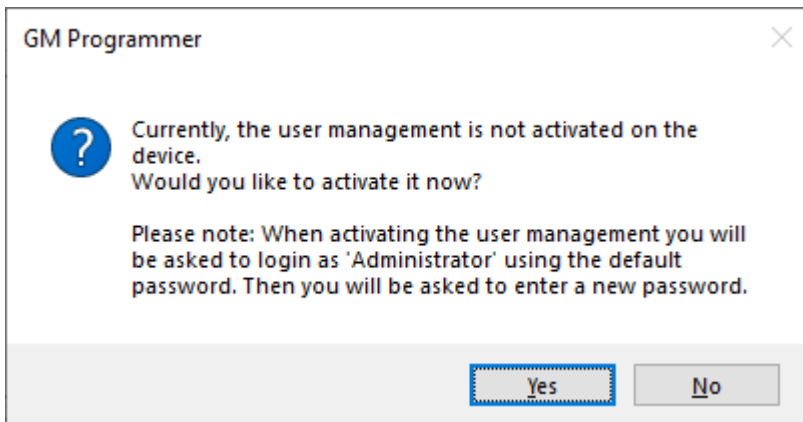 GM Programmer
Currently, the user management is not activated on the
device.
Would you like to activate it now?
Please note: When activating the user management you will
be asked to login as 'Administrator' using the default
password. Then you will be asked to enter a new password.
Yes
No